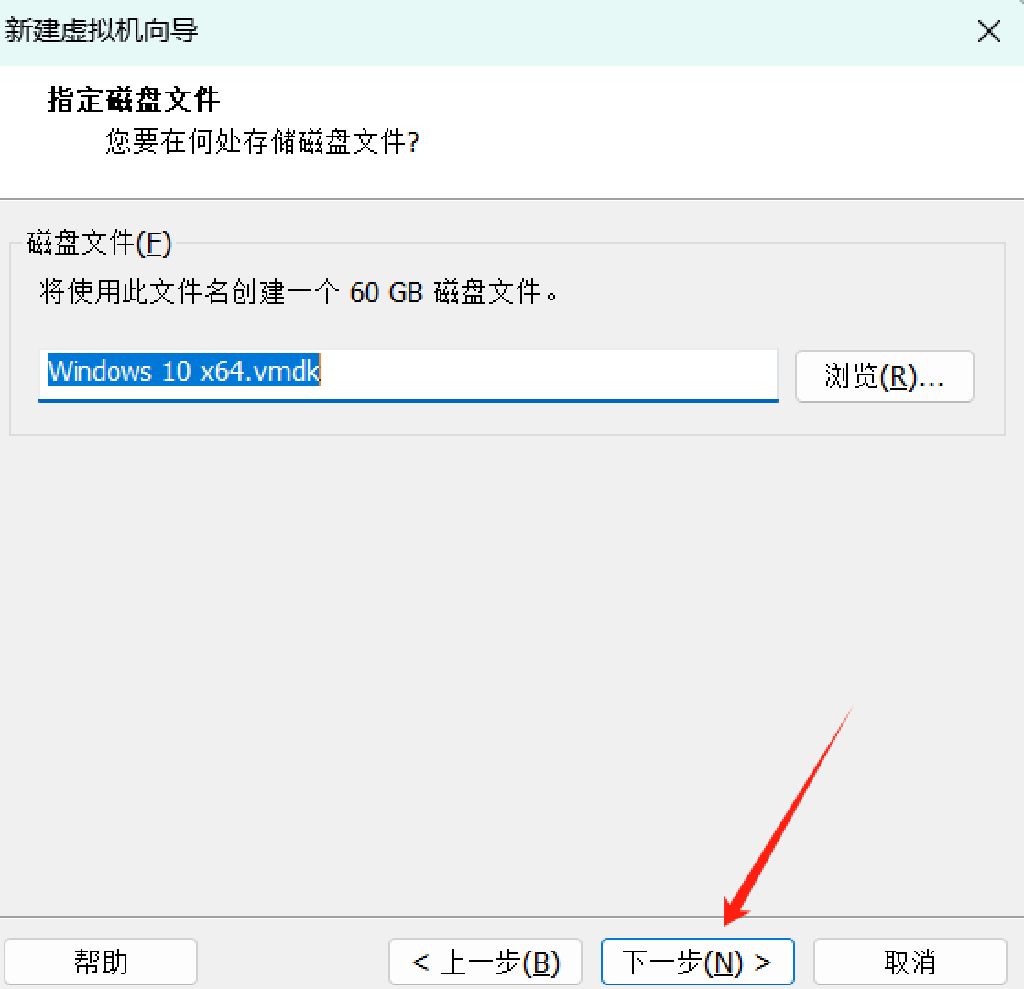 新建虚拟机向导
指定磁盘文件
您要在何处存储磁盘文件?
磁盘文件(F)
将使用此文件名创建一个 60 GB 磁盘文件。
Windows 10 x64.vmdk
浏览(R)...
帮助
< 上一步(B)
下一步(N) >
取消